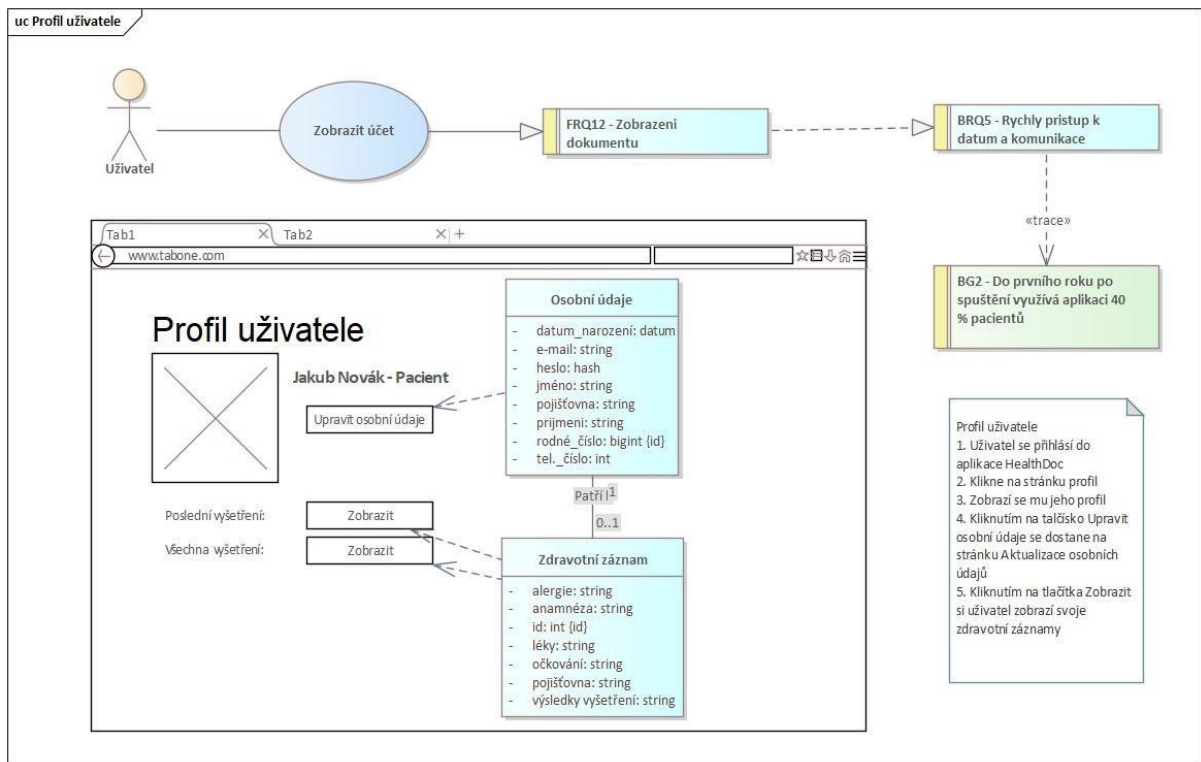 uc Profil uživatele
Uživatel
Zobrazit účet
FRQ12 - Zobrazeni
dokumentu
BRQ5 - Rychly pristup k
datum a komunikace
«trace»
BG2 - Do prvního roku po
spuštění využívá aplikaci 40
% pacientů
Tab1
Tab2
www.tabone.com
Profil uživatele
Jakub Novák - Pacient
Upravit osobní údaje
Poslední vyšetření:
Zobrazit
Všechna vyšetření:
Zobrazit
Osobní údaje
- datum_narození: datum
- e-mail: string
- heslo: hash
- jméno: string
- pojišťovna: string
- prijmeni: string
- rodné_číslo: bigint {id}
- tel._číslo: int
Patří 1
0..1
Zdravotní záznam
- alergie: string
- anamnéza: string
- id: int {id}
- léky: string
- očkování: string
- pojišťovna: string
- výsledky vyšetření: string
Profil uživatele
1. Uživatel se přihlásí do
aplikace HealthDoc
2. Klikne na stránku profil
3. Zobrazí se mu jeho profil
4. Kliknutím na talčísko Upravit
osobní údaje se dostane na
stránku Aktualizace osobních
údajů
5. Kliknutím na tlačítka Zobrazit
si uživatel zobrazí svoje
zdravotní záznamy